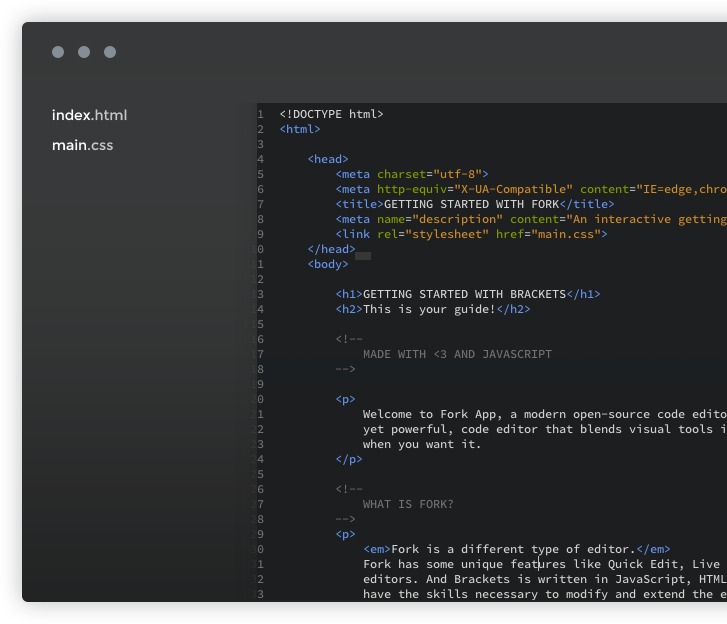 index.html
main.css
1 <!DOCTYPE html>
2 <html>
3
4 <head>
5 <meta charset="utf-8">
6 <meta http-equiv="X-UA-Compatible" content="IE=edge,chro
7 <title>GETTING STARTED WITH FORK</title>
8 <meta name="description" content="An interactive getting
9 <link rel="stylesheet" href="main.css">
0 </head>
1 <body>
2
3 <h1>GETTING STARTED WITH BRACKETS</h1>
4 <h2>This is your guide!</h2>
5
6 <!--
7 MADE WITH <3 AND JAVASCRIPT
8 -->
9
0 <p>
1 Welcome to Fork App, a modern open-source code edito
2 yet powerful, code editor that blends visual tools i
3 when you want it.
4 </p>
5
6 <!--
7 WHAT IS FORK?
8 -->
9 <p>
0 <em>Fork is a different type of editor.</em>
1 Fork has some unique features like Quick Edit, Live
2 editors. And Brackets is written in JavaScript, HTML
3 have the skills necessary to modify and extend the e